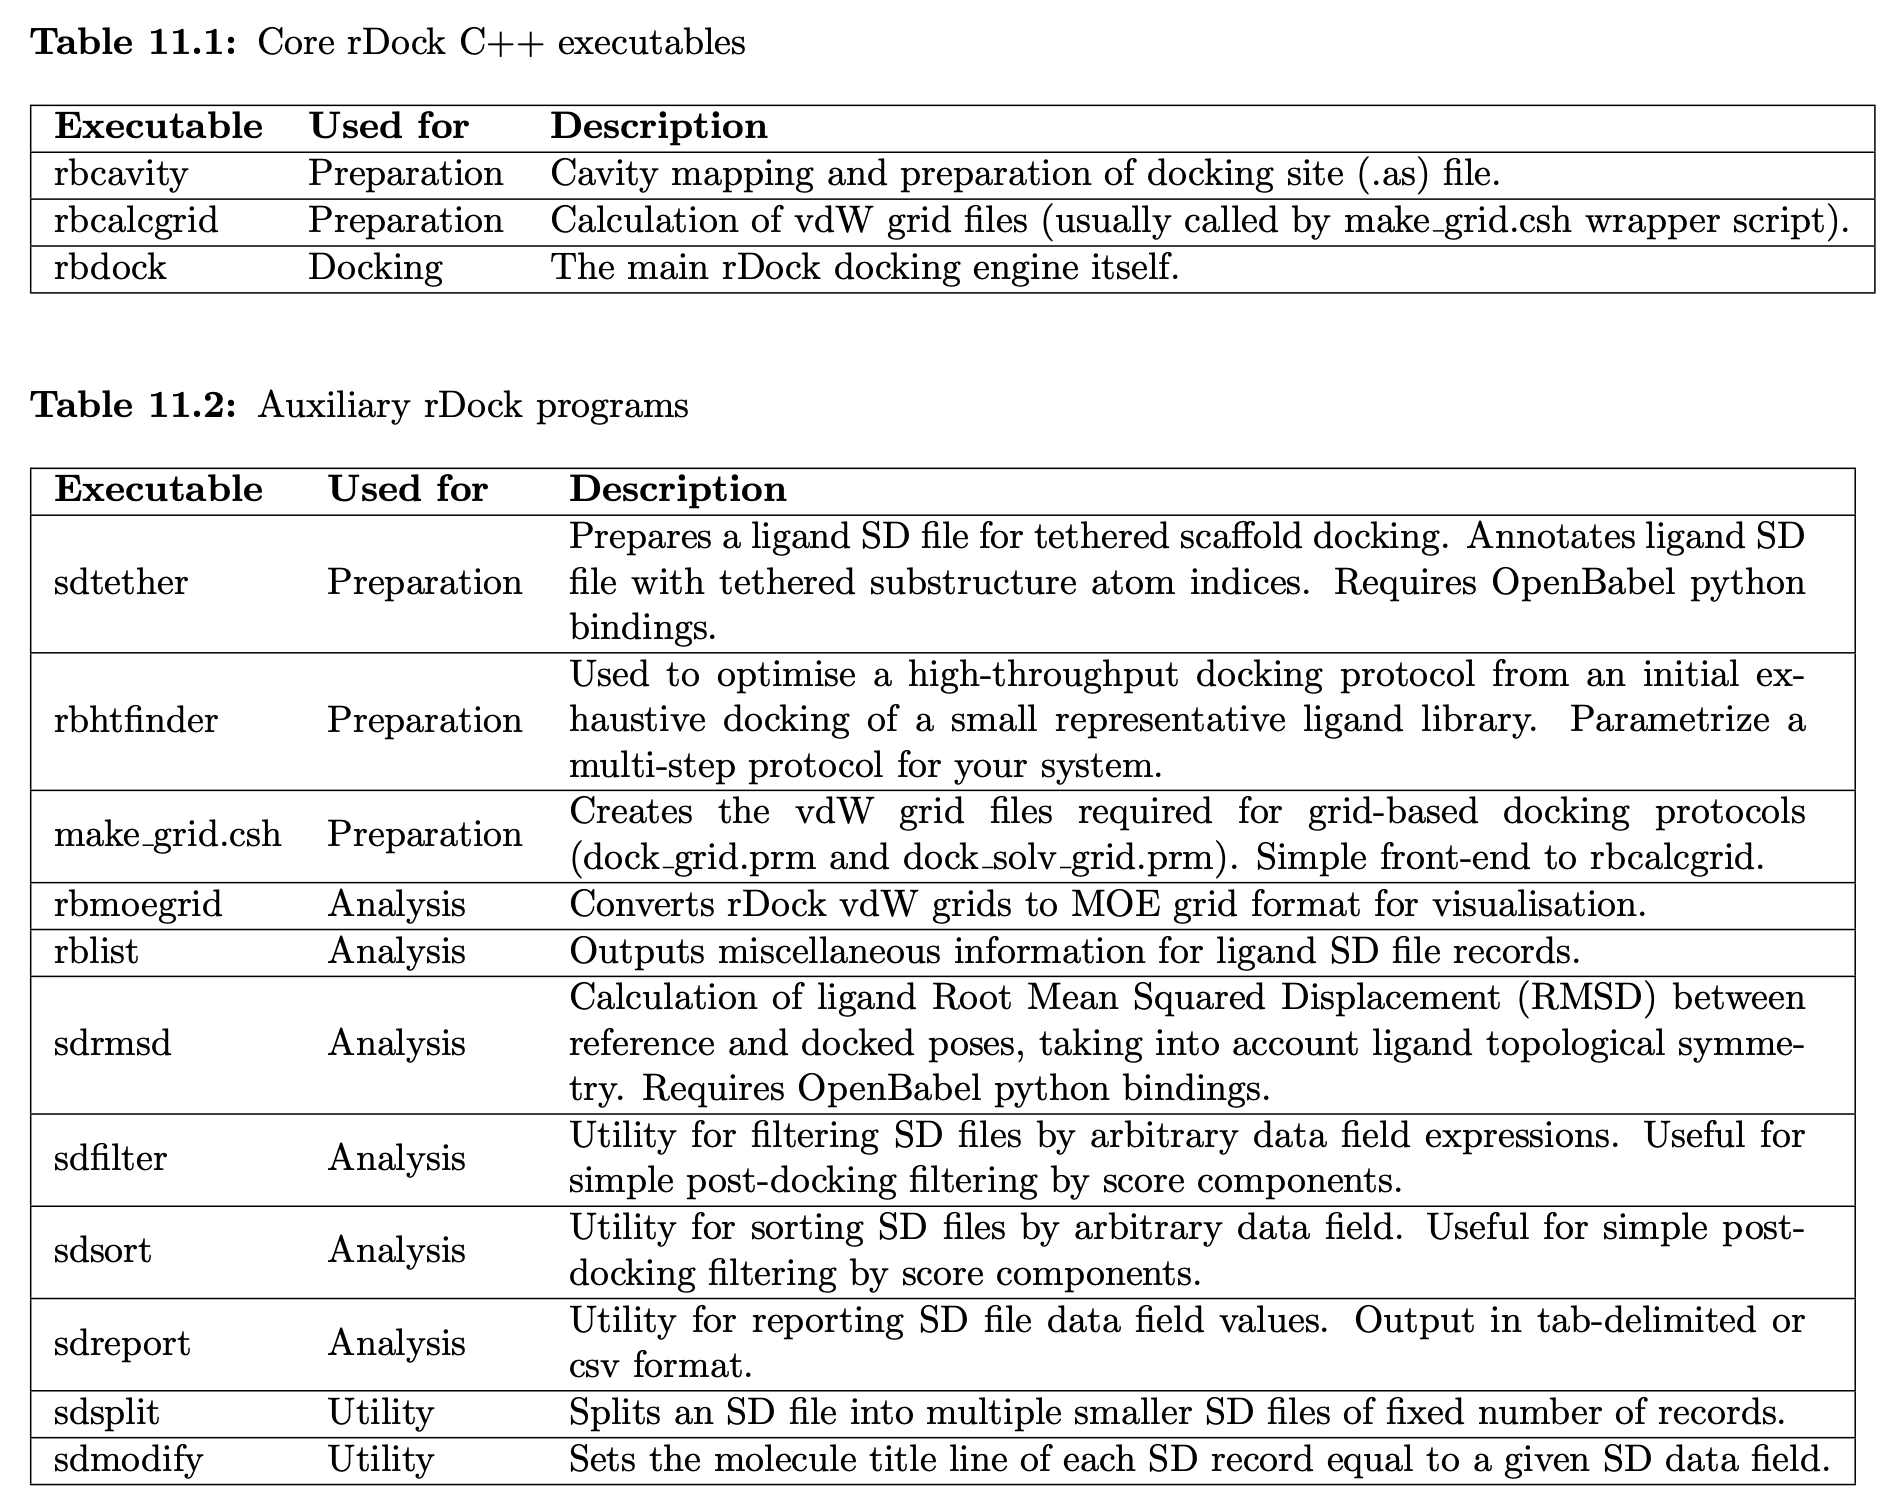 Table 11.1: Core rDock C++ executables
Executable Used for Description
rbcavity Preparation Cavity mapping and preparation of docking site (.as) file.
rbcalcgrid Preparation Calculation of vdW grid files (usually called by make_grid.csh wrapper script).
rbdock Docking The main rDock docking engine itself.
Table 11.2: Auxiliary rDock programs
Executable Used for Description
Prepares a ligand SD file for tethered scaffold docking. Annotates ligand SD
sdtether Preparation file with tethered substructure atom indices. Requires OpenBabel python
bindings.
Used to optimise a high-throughput docking protocol from an initial ex-
rbhtfinder Preparation haustive docking of a small representative ligand library. Parametrize a
multi-step protocol for your system.
make_grid.csh Preparation Creates the vdW grid files required for grid-based docking protocols
(dock_grid.prm and dock_solv_grid.prm). Simple front-end to rbcalcgrid.
rbmoegrid Analysis Converts rDock vdW grids to MOE grid format for visualisation.
rblist Analysis Outputs miscellaneous information for ligand SD file records.
Calculation of ligand Root Mean Squared Displacement (RMSD) between
sdrmsd Analysis reference and docked poses, taking into account ligand topological symme-
try. Requires OpenBabel python bindings.
sdfilter Analysis Utility for filtering SD files by arbitrary data field expressions. Useful for
simple post-docking filtering by score components.
sdsort Analysis Utility for sorting SD files by arbitrary data field. Useful for simple post-
docking filtering by score components.
sdreport Analysis Utility for reporting SD file data field values. Output in tab-delimited or
csv format.
sdsplit Utility Splits an SD file into multiple smaller SD files of fixed number of records.
sdmodify Utility Sets the molecule title line of each SD record equal to a given SD data field.